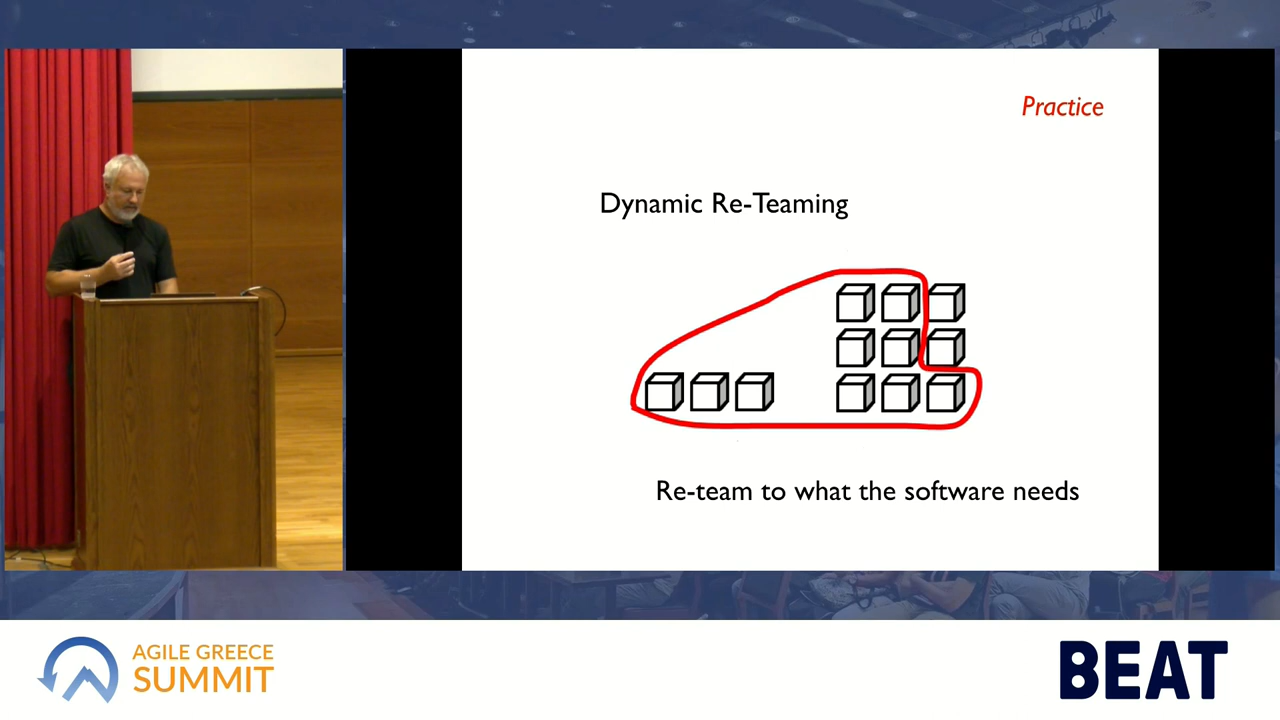 Practice
Dynamic Re-Teaming
Re-team to what the software needs
AGILE GREECE
SUMMIT
BEAT